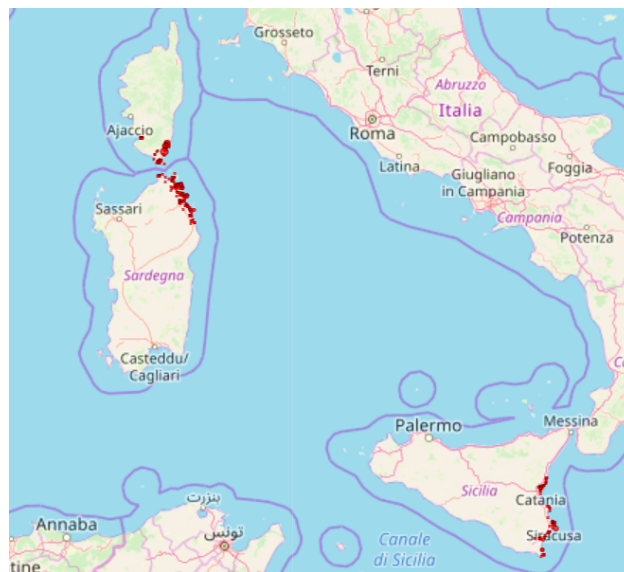 Grosseto
Terni
Abruzzo
Italia
Ajaccio
Roma
Campobasso
Foggia
Latina
Giugliano
in Campania
Sassari
Campania
Potenza
Sardegna
Casteddu/
Cagliari
Palermo
Messina
Sicilia
Catania
بنزرت
Annaba
تونس
Canale
di Sicilia
Siracusa
tine